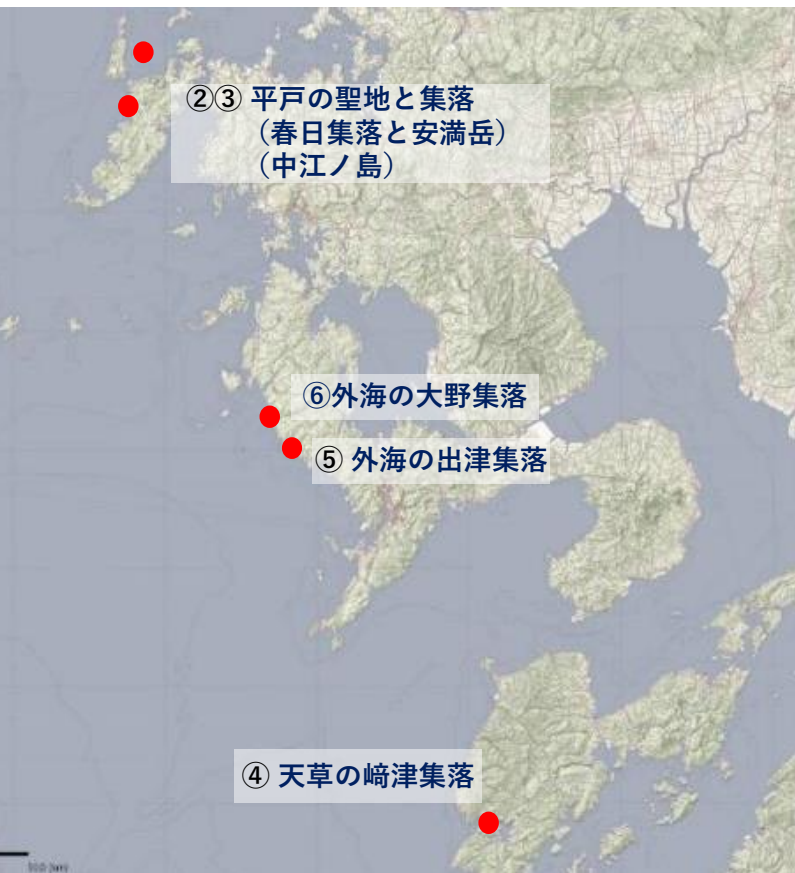 ②③ 平戸の聖地と集落
（春日集落と安満岳）
（中江ノ島）
⑥外海の大野集落
⑤ 外海の出津集落
④ 天草の﨑津集落